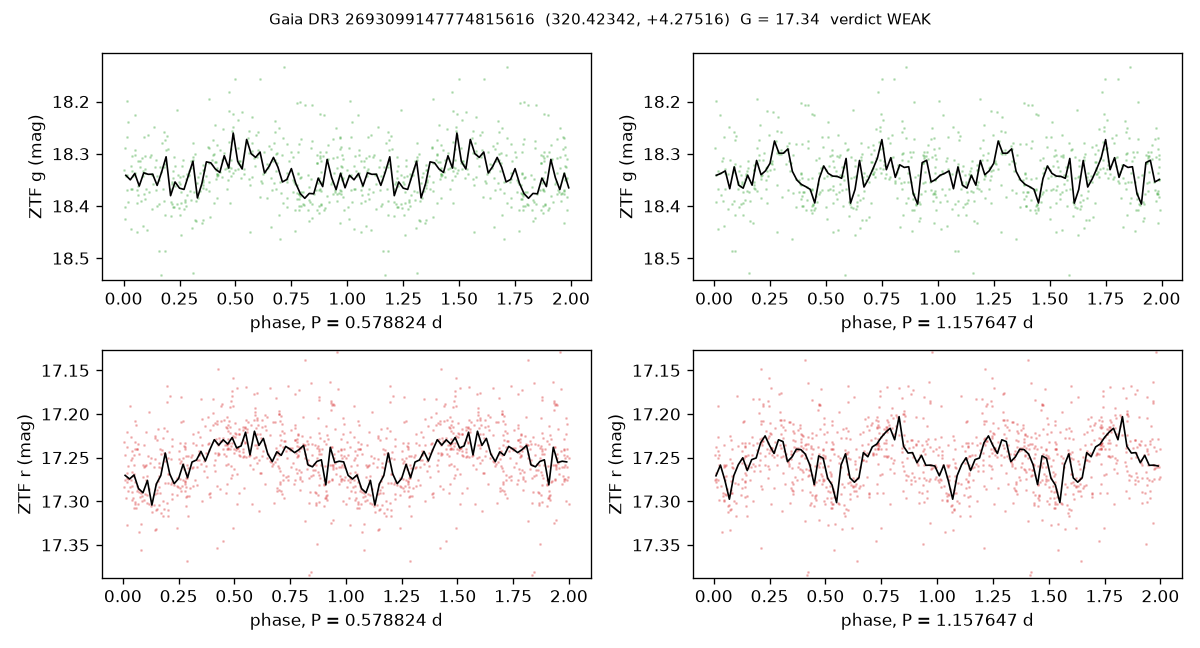 Gaia DR3 2693099147774815616 (320.42342, +4.27516) G = 17.34 verdict WEAK
ZTF g (mag)
18.2
18.3
18.4
18.5
0.00 0.25 0.50 0.75 1.00 1.25 1.50 1.75 2.00
phase, P = 0.578824 d
ZTF g (mag)
18.2
18.3
18.4
18.5
0.00 0.25 0.50 0.75 1.00 1.25 1.50 1.75 2.00
phase, P = 1.157647 d
ZTF r (mag)
17.15
17.20
17.25
17.30
17.35
0.00 0.25 0.50 0.75 1.00 1.25 1.50 1.75 2.00
phase, P = 0.578824 d
ZTF r (mag)
17.15
17.20
17.25
17.30
17.35
0.00 0.25 0.50 0.75 1.00 1.25 1.50 1.75 2.00
phase, P = 1.157647 d